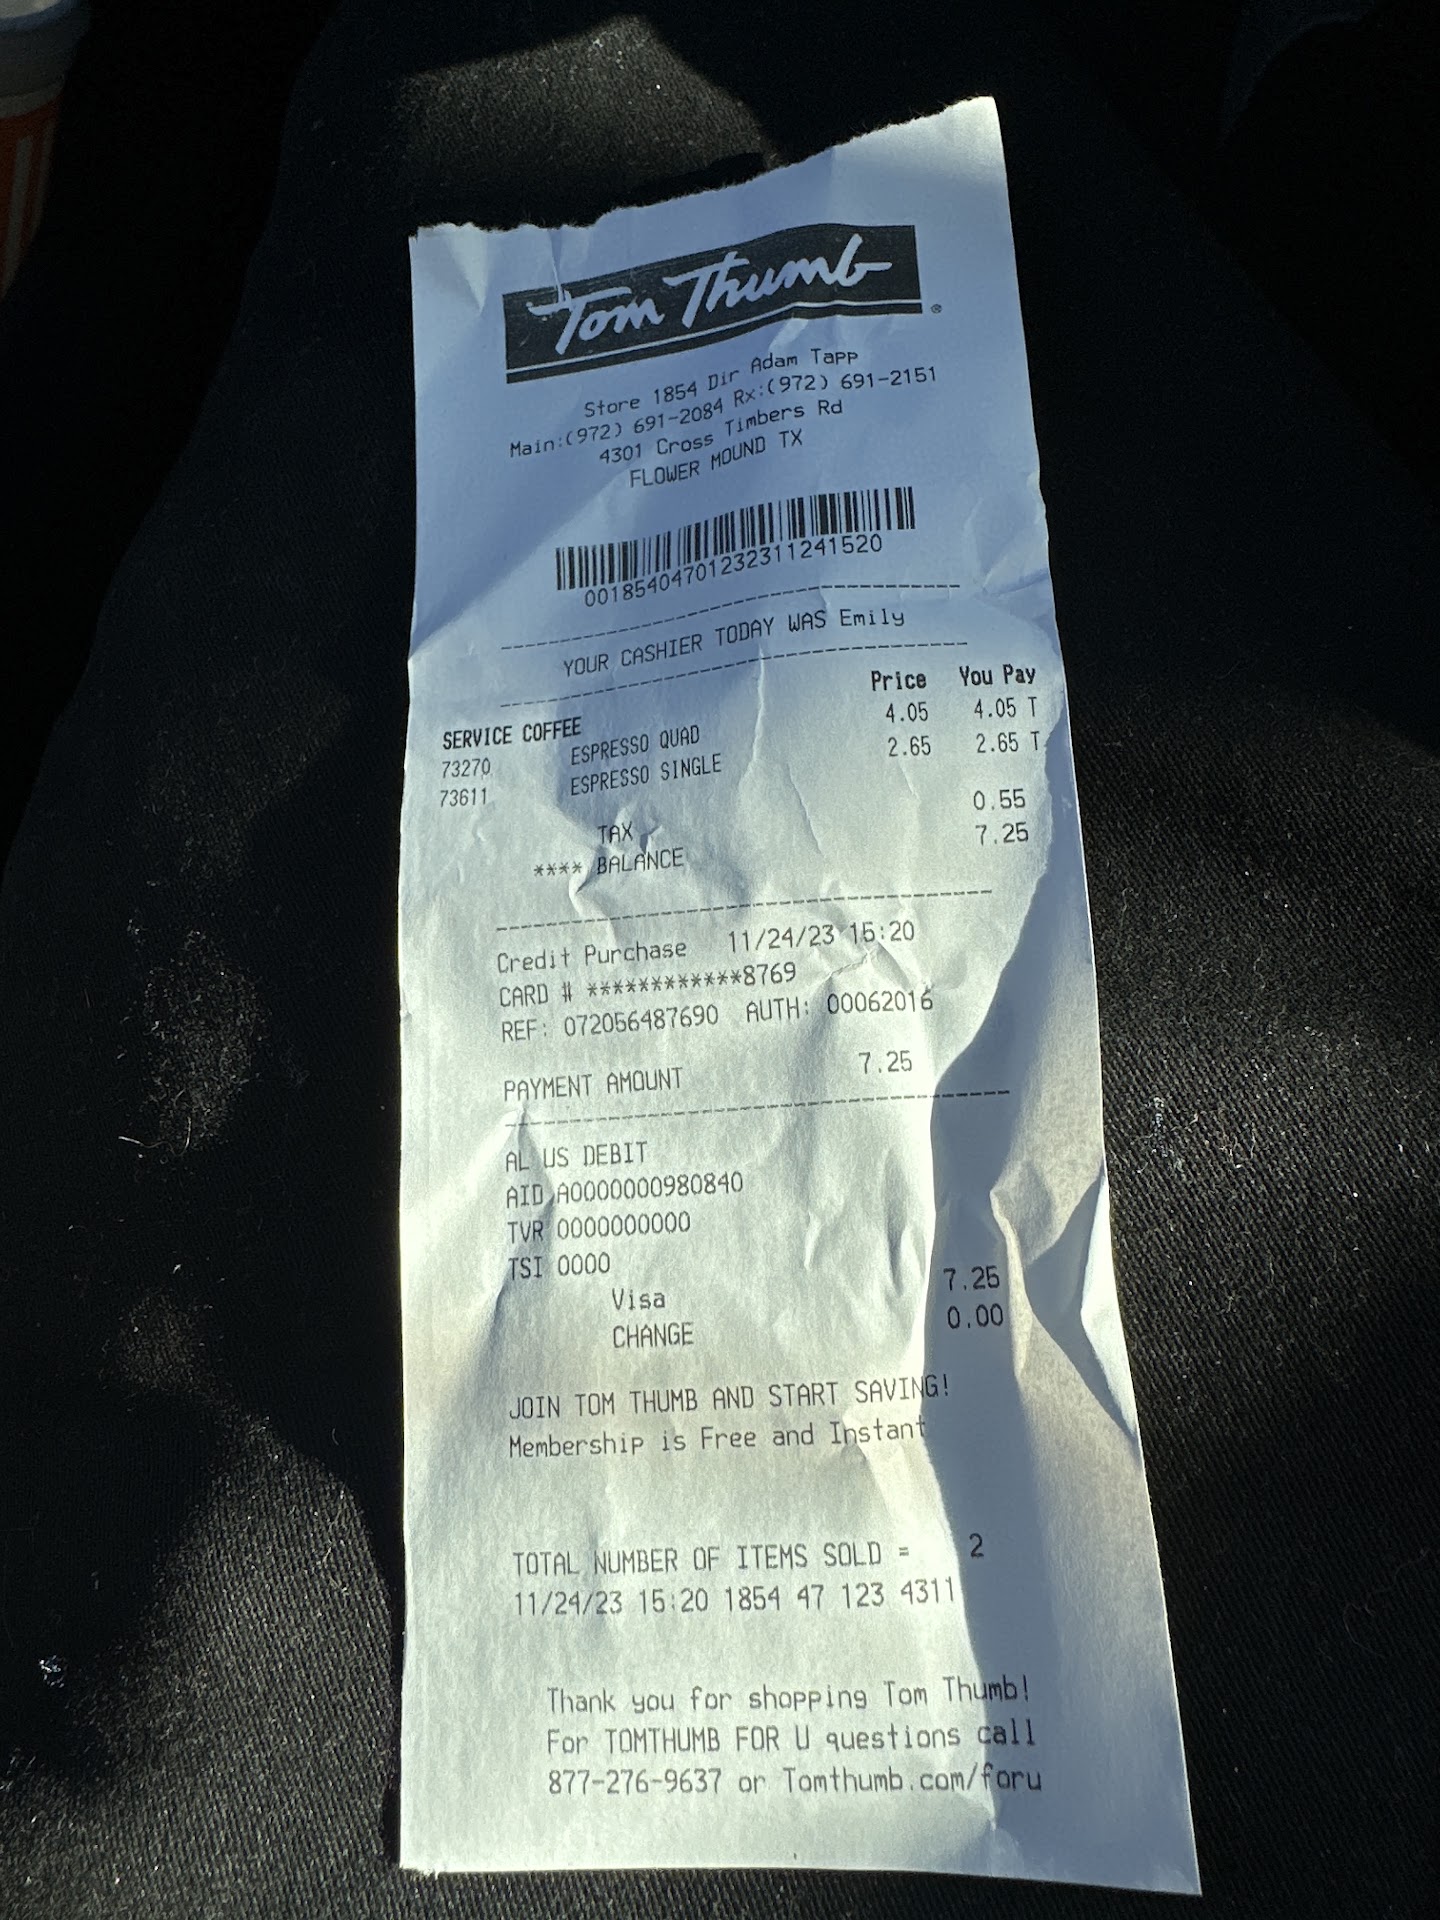 Tom Thumb®
Store 1854 Dir Adam Tapp
Main:(972) 691-2084 Rx:(972) 691-2151
4301 Cross Timbers Rd
FLOWER MOUND TX
00185404701232311241520
YOUR CASHIER TODAY WAS Emily
Price You Pay
SERVICE COFFEE
73270 ESPRESSO QUAD 4.05 4.05 T
73611 ESPRESSO SINGLE 2.65 2.65 T
TAX 0.55
**** BALANCE 7.25
Credit Purchase 11/24/23 15:20
CARD # ************8769
REF: 072056487690 AUTH: 00062016
PAYMENT AMOUNT 7.25
AL US DEBIT
AID A0000000980840
TVR 0000000000
TSI 0000
Visa 7.25
CHANGE 0.00
JOIN TOM THUMB AND START SAVING!
Membership is Free and Instant
TOTAL NUMBER OF ITEMS SOLD = 2
11/24/23 15:20 1854 47 123 4311
Thank you for shopping Tom Thumb!
For TOMTHUMB FOR U questions call
877-276-9637 or Tomthumb.com/foru